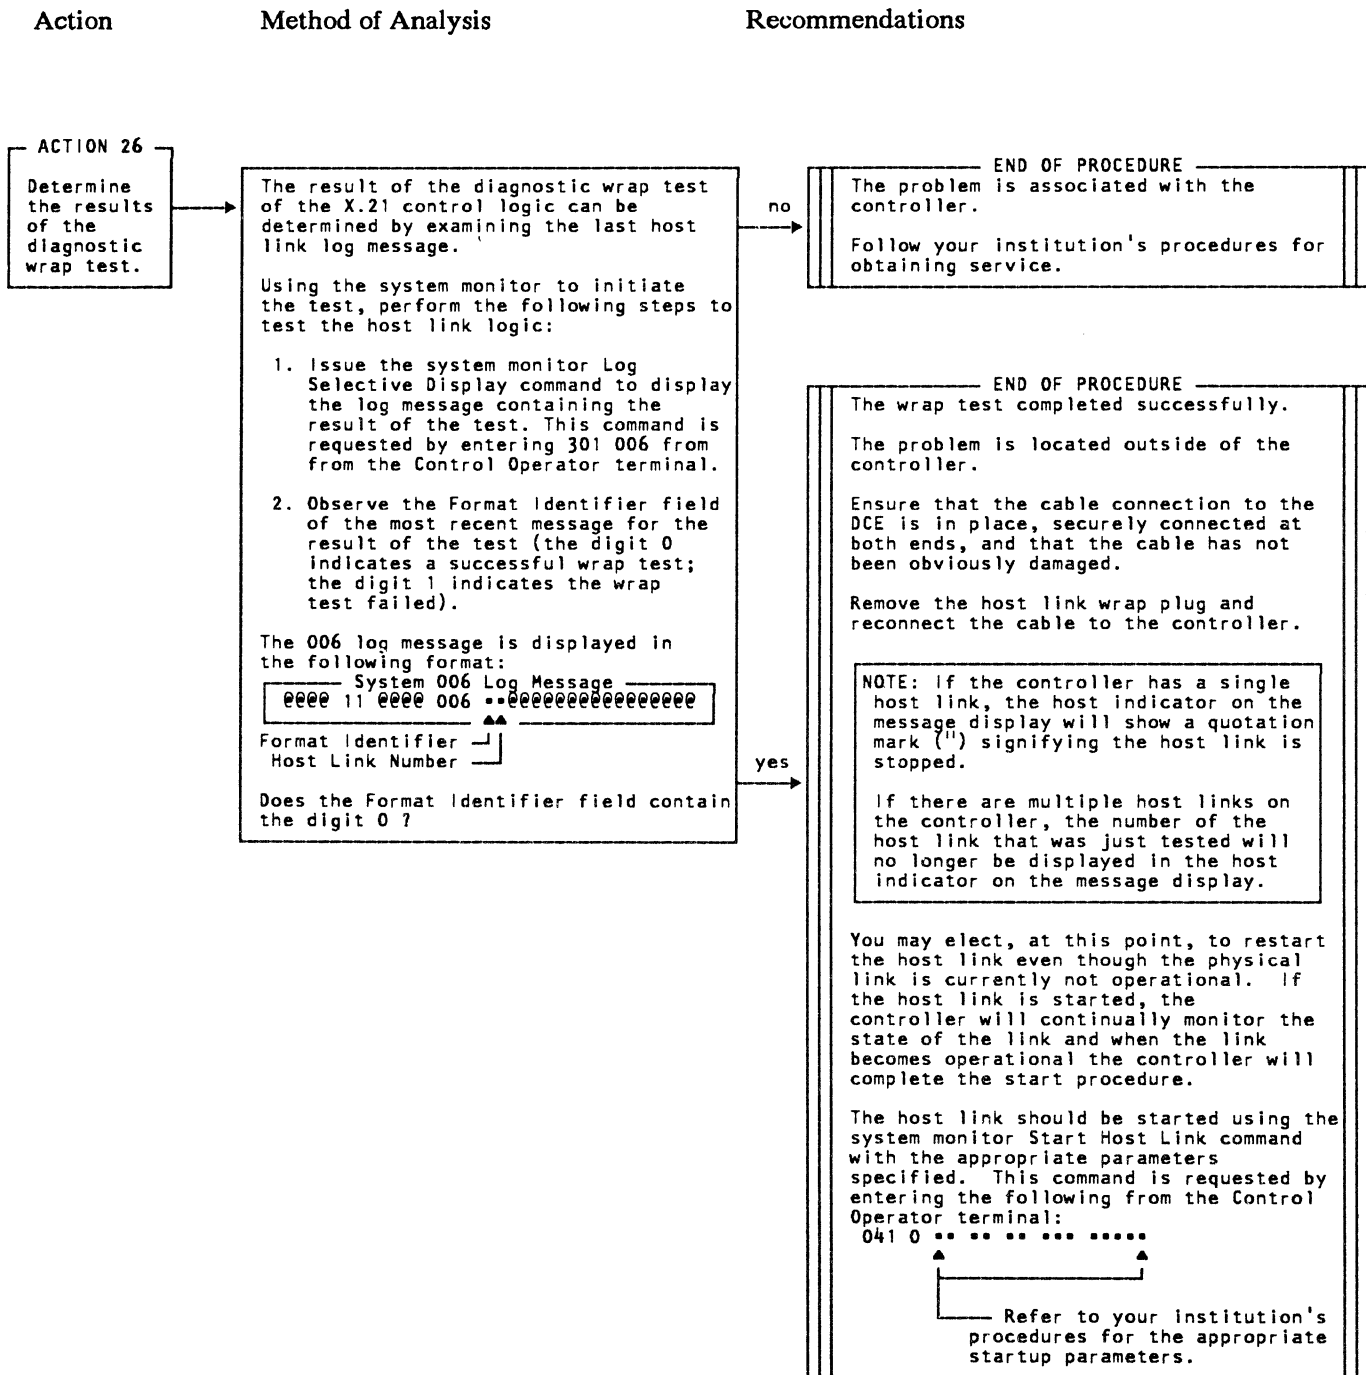 Action Method of Analysis Recommendations
ACTION 26
Determine
the results
of the
diagnostic
wrap test.
The result of the diagnostic wrap test
of the X.21 control logic can be
determined by examining the last host
link log message.
Using the system monitor to initiate
the test, perform the following steps to
test the host link logic:
1. Issue the system monitor Log
Selective Display command to display
the log message containing the
result of the test. This command is
requested by entering 301 006 from
from the Control Operator terminal.
2. Observe the Format Identifier field
of the most recent message for the
result of the test (the digit 0
indicates a successful wrap test;
the digit 1 indicates the wrap
test failed).
The 006 log message is displayed in
the following format:
System 006 Log Message
@@@@ 11 @@@@ 006 ▪▪@@@@@@@@@@@@@@@@
Format Identifier
Host Link Number
Does the Format Identifier field contain
the digit 0 ?
no
END OF PROCEDURE
The problem is associated with the
controller.
Follow your institution's procedures for
obtaining service.
yes
END OF PROCEDURE
The wrap test completed successfully.
The problem is located outside of the
controller.
Ensure that the cable connection to the
DCE is in place, securely connected at
both ends, and that the cable has not
been obviously damaged.
Remove the host link wrap plug and
reconnect the cable to the controller.
NOTE: If the controller has a single
host link, the host indicator on the
message display will show a quotation
mark (") signifying the host link is
stopped.
If there are multiple host links on
the controller, the number of the
host link that was just tested will
no longer be displayed in the host
indicator on the message display.
You may elect, at this point, to restart
the host link even though the physical
link is currently not operational. If
the host link is started, the
controller will continually monitor the
state of the link and when the link
becomes operational the controller will
complete the start procedure.
The host link should be started using the
system monitor Start Host Link command
with the appropriate parameters
specified. This command is requested by
entering the following from the Control
Operator terminal:
041 0 ▪▪ ▪▪ ▪▪ ▪▪▪ ▪▪▪▪▪
Refer to your institution's
procedures for the appropriate
startup parameters.